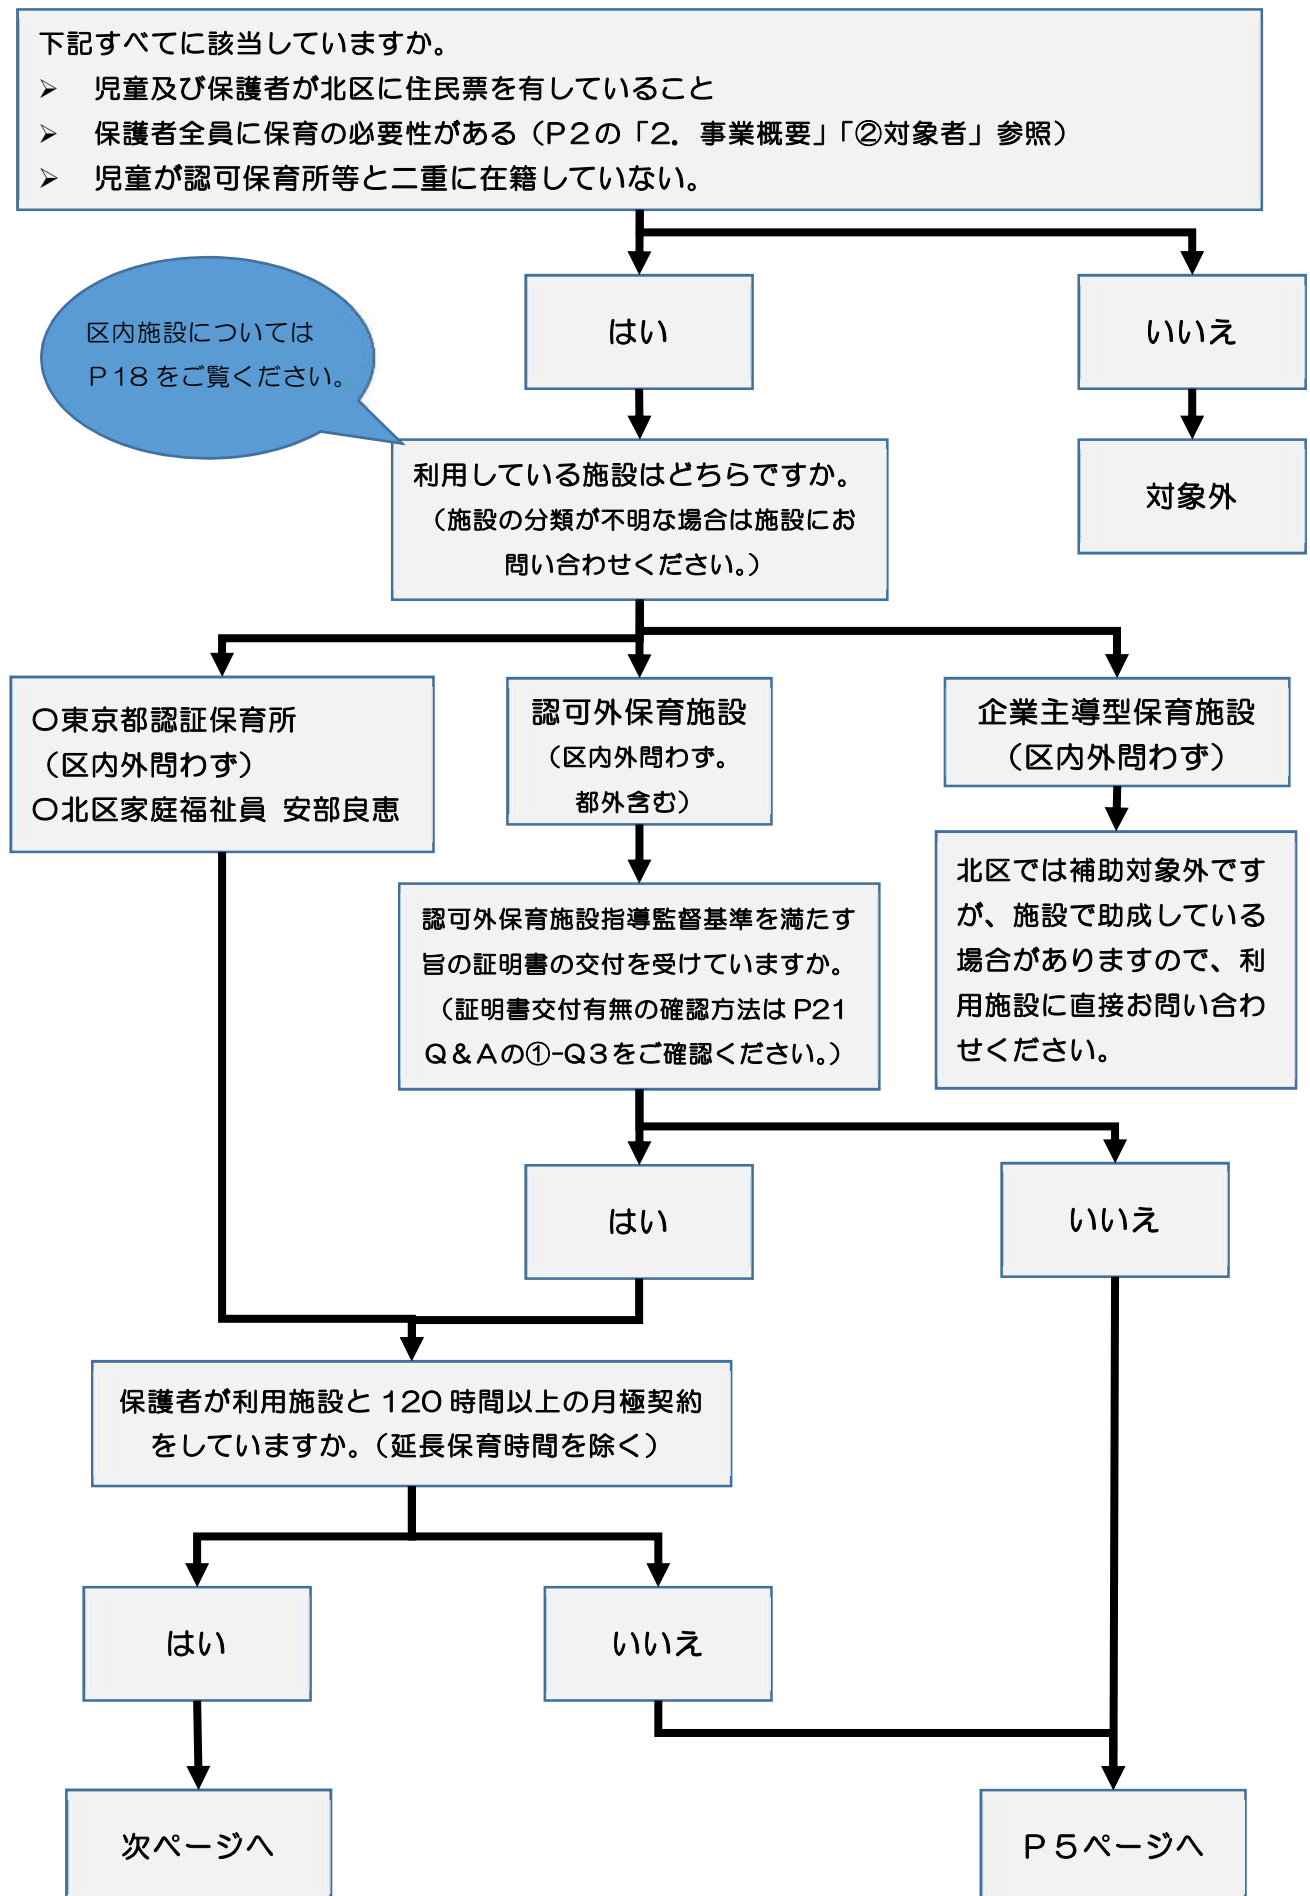 下記すべてに該当していますか。
➢ 児童及び保護者が北区に住民票を有していること
➢ 保護者全員に保育の必要性がある（P２の「２．事業概要」「②対象者」参照）
➢ 児童が認可保育所等と二重に在籍していない。
はい
いいえ
区内施設については
Ｐ18 をご覧ください。
利用している施設はどちらですか。
（施設の分類が不明な場合は施設にお
問い合わせください。）
対象外
〇東京都認証保育所
（区内外問わず）
〇北区家庭福祉員 安部良恵
認可外保育施設
（区内外問わず。
都外含む）
企業主導型保育施設
（区内外問わず）
認可外保育施設指導監督基準を満たす
旨の証明書の交付を受けていますか。
（証明書交付有無の確認方法は P21
Ｑ＆Ａの①-Ｑ３をご確認ください。）
北区では補助対象外です
が、施設で助成している
場合がありますので、利
用施設に直接お問い合わ
せください。
はい
いいえ
保護者が利用施設と 120 時間以上の月極契約
をしていますか。（延長保育時間を除く）
はい
いいえ
次ページへ
Ｐ５ページへ